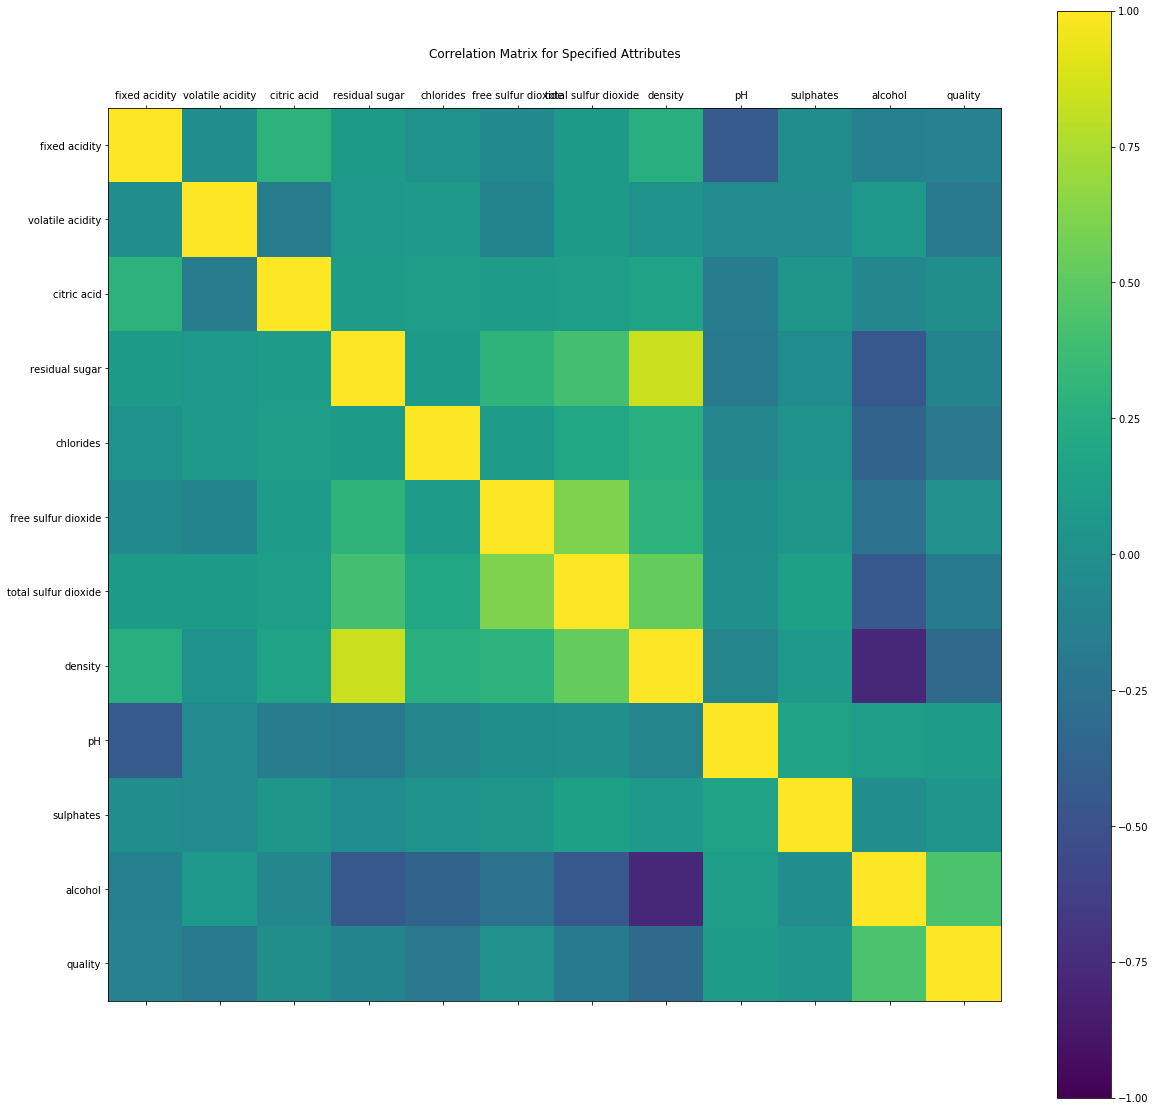 Correlation Matrix for Specified Attributes
fixed acidity volatile acidity citric acid residual sugar chlorides free sulfur dioxide total sulfur dioxide density pH sulphates alcohol quality
fixed acidity
volatile acidity
citric acid
residual sugar
chlorides
free sulfur dioxide
total sulfur dioxide
density
pH
sulphates
alcohol
quality
1.00
0.75
0.50
0.25
0.00
−0.25
−0.50
−0.75
−1.00